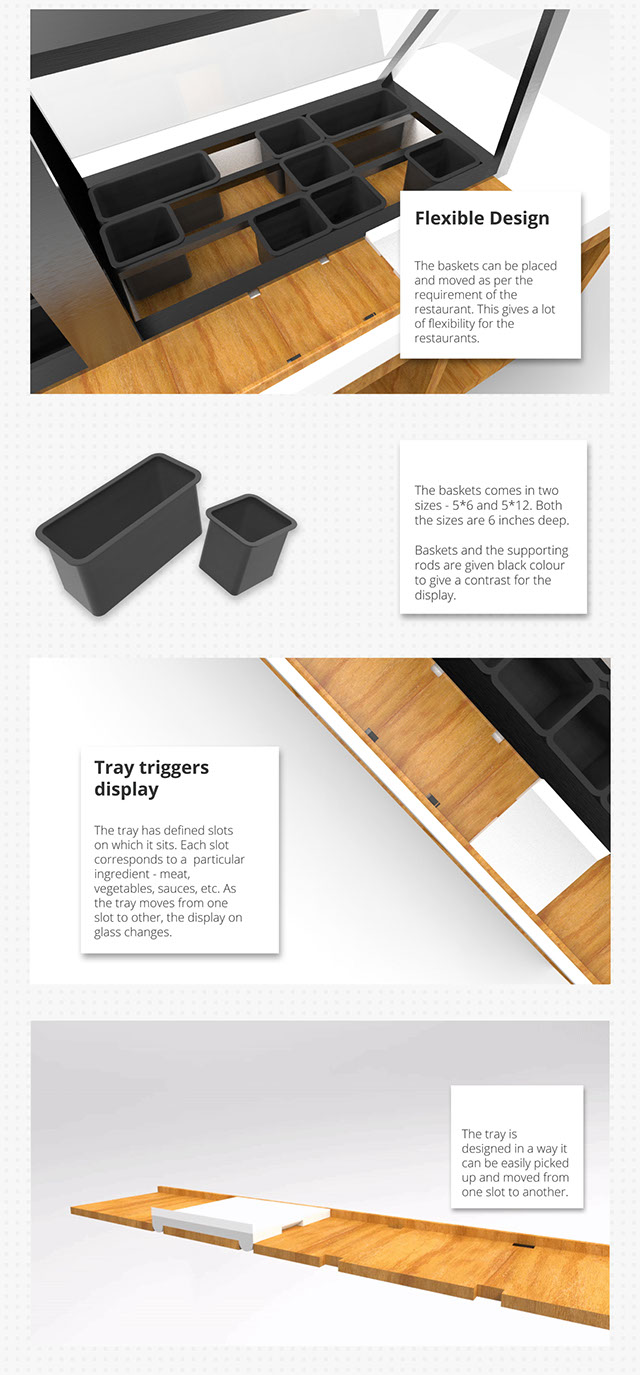 Flexible Design
The baskets can be placed
and moved as per the
requirement of the
restaurant. This gives a lot
of flexibility for the
restaurants.
The baskets comes in two
sizes - 5*6 and 5*12. Both
the sizes are 6 inches deep.
Baskets and the supporting
rods are given black colour
to give a contrast for the
display.
Tray triggers
display
The tray has defined slots
on which it sits. Each slot
corresponds to a  particular
ingredient - meat,
vegetables, sauces, etc. As
the tray moves from one
slot to other, the display on
glass changes.
The tray is
designed in a way it
can be easily picked
up and moved from
one slot to another.